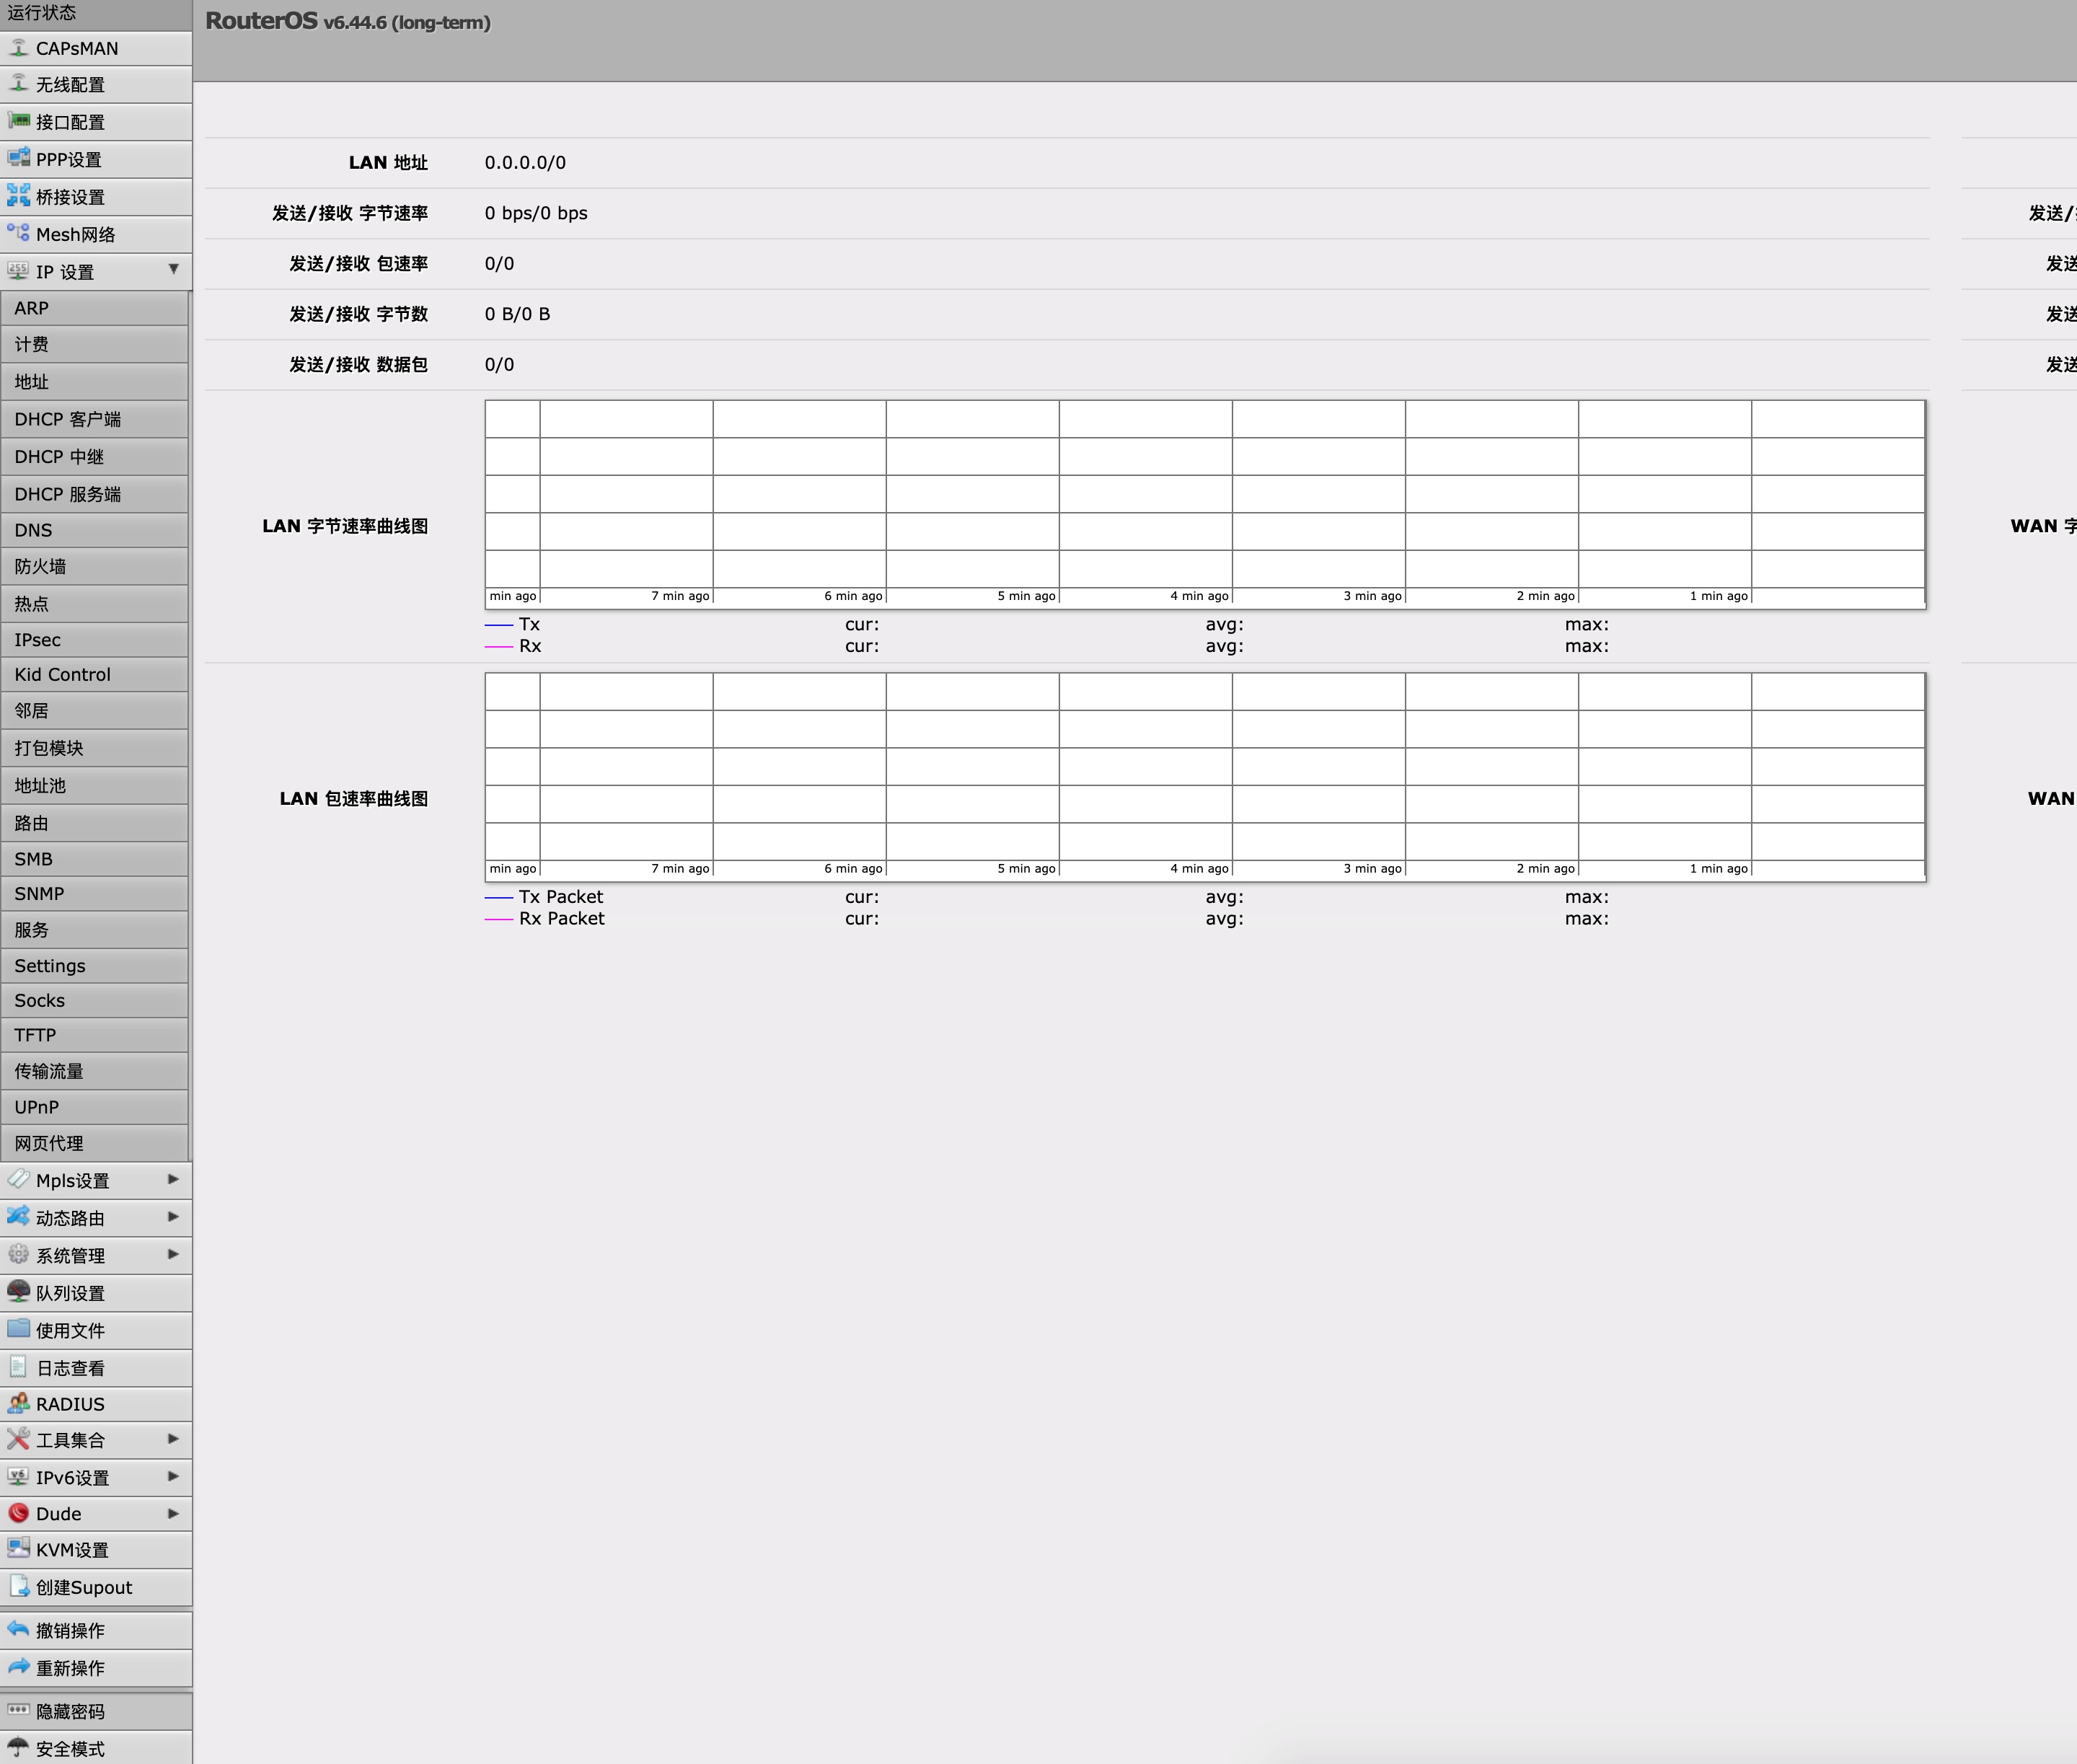 运行状态
CAPsMAN
无线配置
接口配置
PPP设置
桥接设置
Mesh网络
IP 设置
ARP
计费
地址
DHCP 客户端
DHCP 中继
DHCP 服务端
DNS
防火墙
热点
IPsec
Kid Control
邻居
打包模块
地址池
路由
SMB
SNMP
服务
Settings
Socks
TFTP
传输流量
UPnP
网页代理
Mpls设置
动态路由
系统管理
队列设置
使用文件
日志查看
RADIUS
工具集合
IPv6设置
Dude
KVM设置
创建Supout
撤销操作
重新操作
隐藏密码
安全模式
RouterOS v6.44.6 (long-term)
LAN 地址 0.0.0.0/0
发送/接收 字节速率 0 bps/0 bps
发送/接收 包速率 0/0
发送/接收 字节数 0 B/0 B
发送/接收 数据包 0/0
LAN 字节速率曲线图
min ago 7 min ago 6 min ago 5 min ago 4 min ago 3 min ago 2 min ago 1 min ago
Tx cur: avg: max:
Rx cur: avg: max:
LAN 包速率曲线图
min ago 7 min ago 6 min ago 5 min ago 4 min ago 3 min ago 2 min ago 1 min ago
Tx Packet cur: avg: max:
Rx Packet cur: avg: max:
发送/
发送
发送
发送
WAN 字
WAN